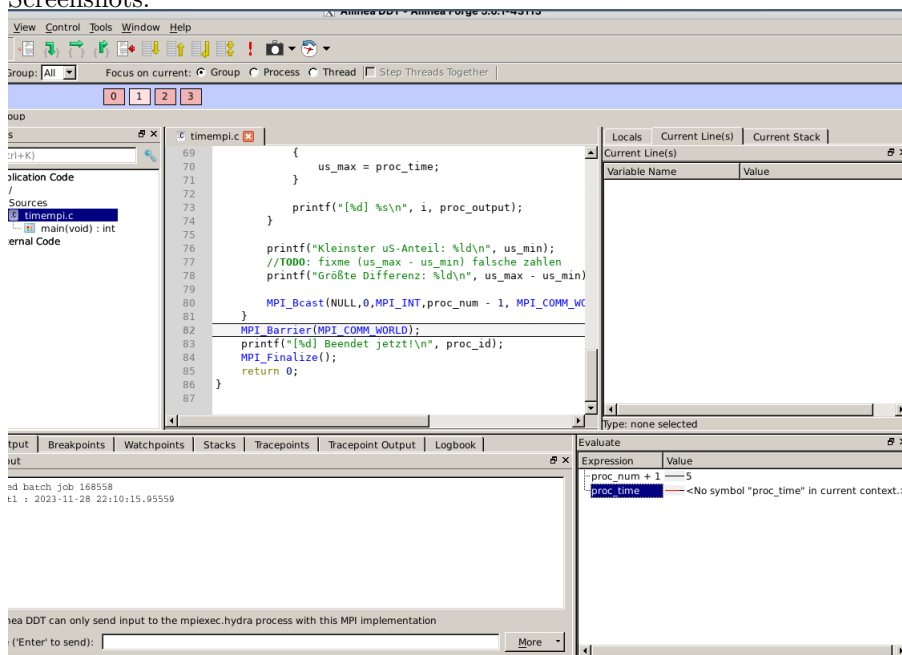 Screenshots.
Allinea DDT - Allinea Forge 5.0.1-43113
View Control Tools Window Help
Group: All Focus on current: Group Process Thread Step Threads Together
0 1 2 3
oup
s
timempi.c
Locals Current Line(s) Current Stack
trl+K)
Current Line(s)
Variable Name Value
plication Code
/
Sources
timempi.c
main(void) : int
ternal Code
69 {
70 us_max = proc_time;
71 }
72
73 printf("[%d] %s\n", i, proc_output);
74 }
75
76 printf("Kleinster uS-Anteil: %ld\n", us_min);
77 //TODO: fixme (us_max - us_min) falsche zahlen
78 printf("Größte Differenz: %ld\n", us_max - us_min)
79
80 MPI_Bcast(NULL,0,MPI_INT,proc_num - 1, MPI_COMM_WO
81 }
82 MPI_Barrier(MPI_COMM_WORLD);
83 printf("[%d] Beendet jetzt!\n", proc_id);
84 MPI_Finalize();
85 return 0;
86 }
87
Type: none selected
tput Breakpoints Watchpoints Stacks Tracepoints Tracepoint Output Logbook
Evaluate
out
Expression Value
proc_num + 1 5
proc_time <No symbol "proc_time" in current context.>
ed batch job 168558
t1 : 2023-11-28 22:10:15.95559
nea DDT can only send input to the mpiexec.hydra process with this MPI implementation
('Enter' to send): More